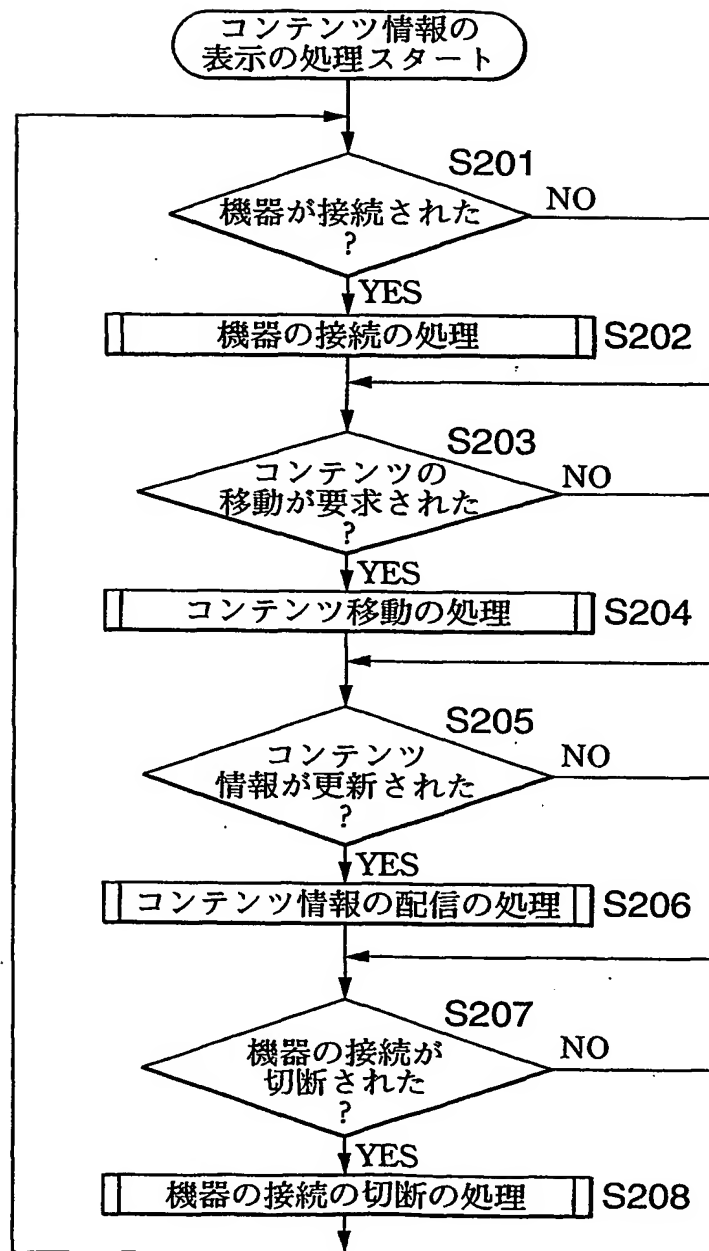 コンテンツ情報の
表示の処理スタート
S201
機器が接続された
?
NO
YES
機器の接続の処理
S202
S203
コンテンツの
移動が要求された
?
NO
YES
コンテンツ移動の処理
S204
S205
コンテンツ
情報が更新された
?
NO
YES
コンテンツ情報の配信の処理
S206
S207
機器の接続が
切断された
?
NO
YES
機器の接続の切断の処理
S208